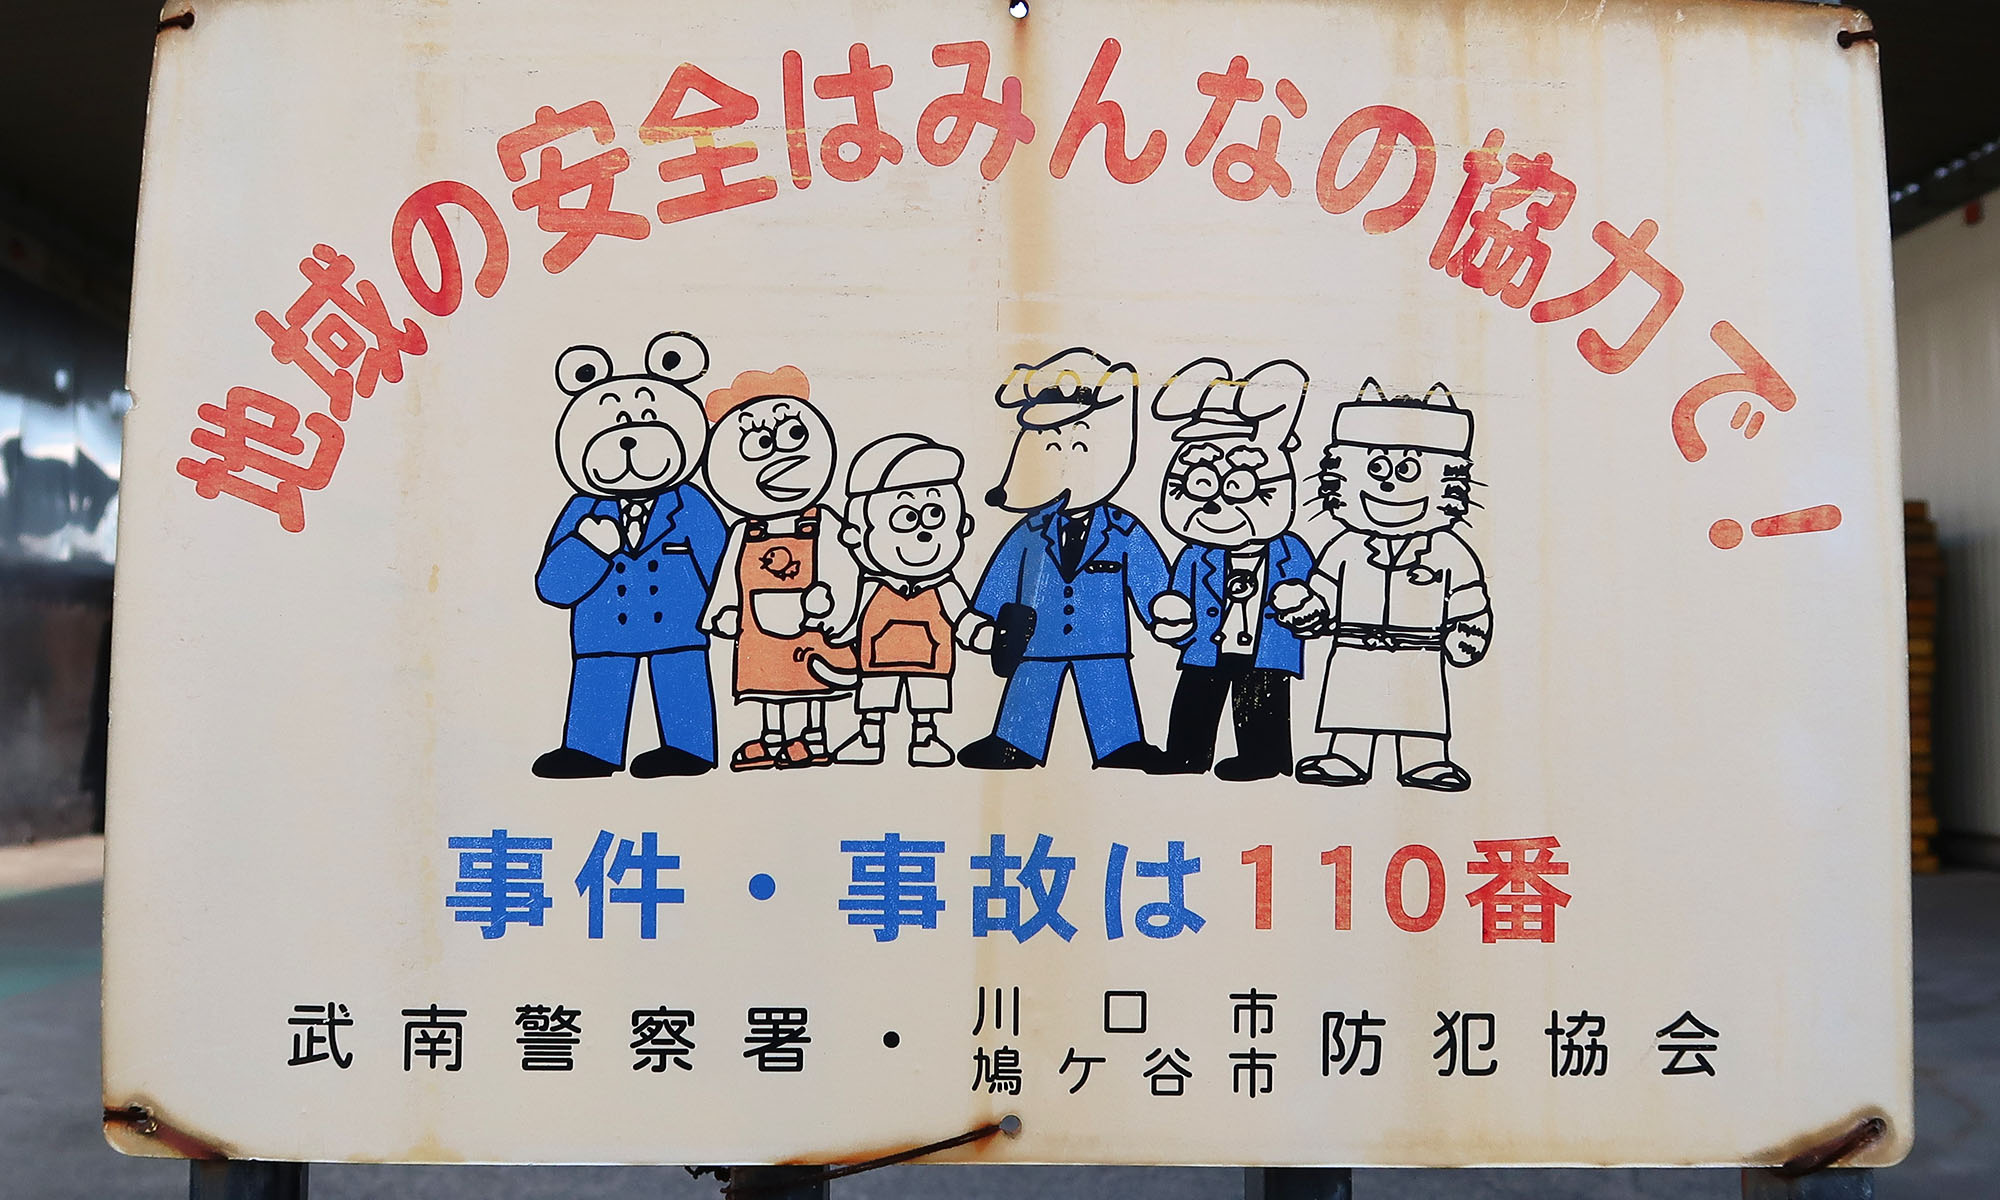 地域の安全はみんなの協力で!
事件・事故は110番
武南警察署・川口市鳩ケ谷市防犯協会